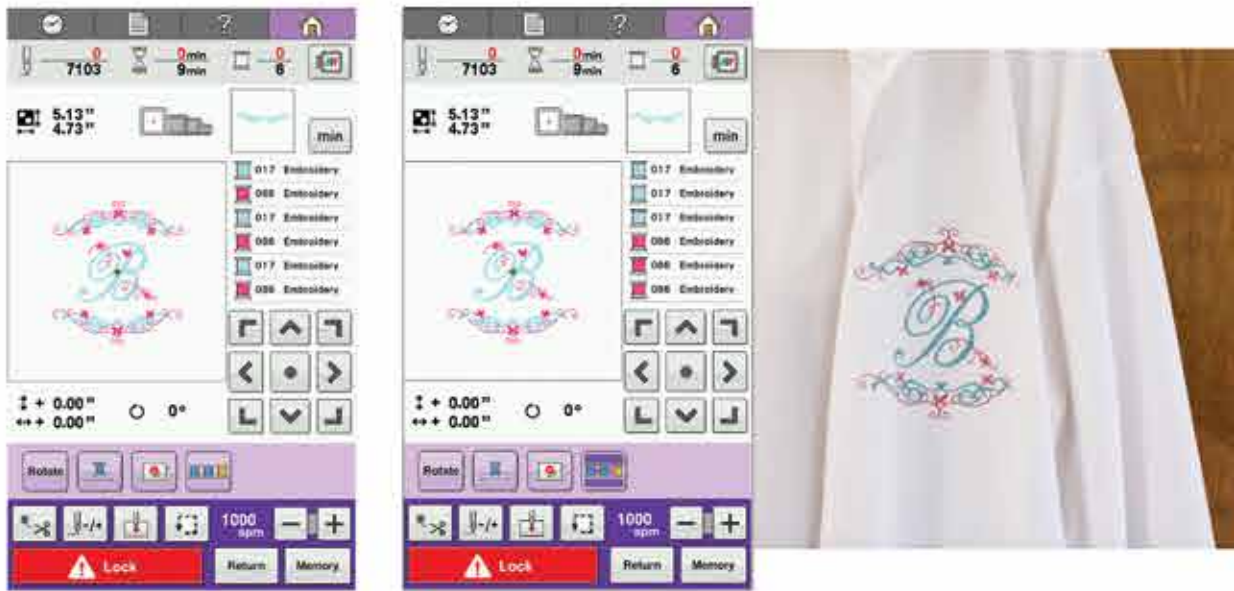 ?
0
7103
0min
9min
0
6
5.13"
4.73"
min
017 Embroidery
086 Embroidery
017 Embroidery
086 Embroidery
017 Embroidery
086 Embroidery
B
+ 0.00"
+ 0.00"
0°
Rotate
-/+
1000
spm
- +
Lock
Return
Memory
?
0
7103
0min
9min
0
6
5.13"
4.73"
min
017 Embroidery
017 Embroidery
017 Embroidery
086 Embroidery
086 Embroidery
086 Embroidery
B
+ 0.00"
+ 0.00"
0°
Rotate
-/+
1000
spm
- +
Lock
Return
Memory
B